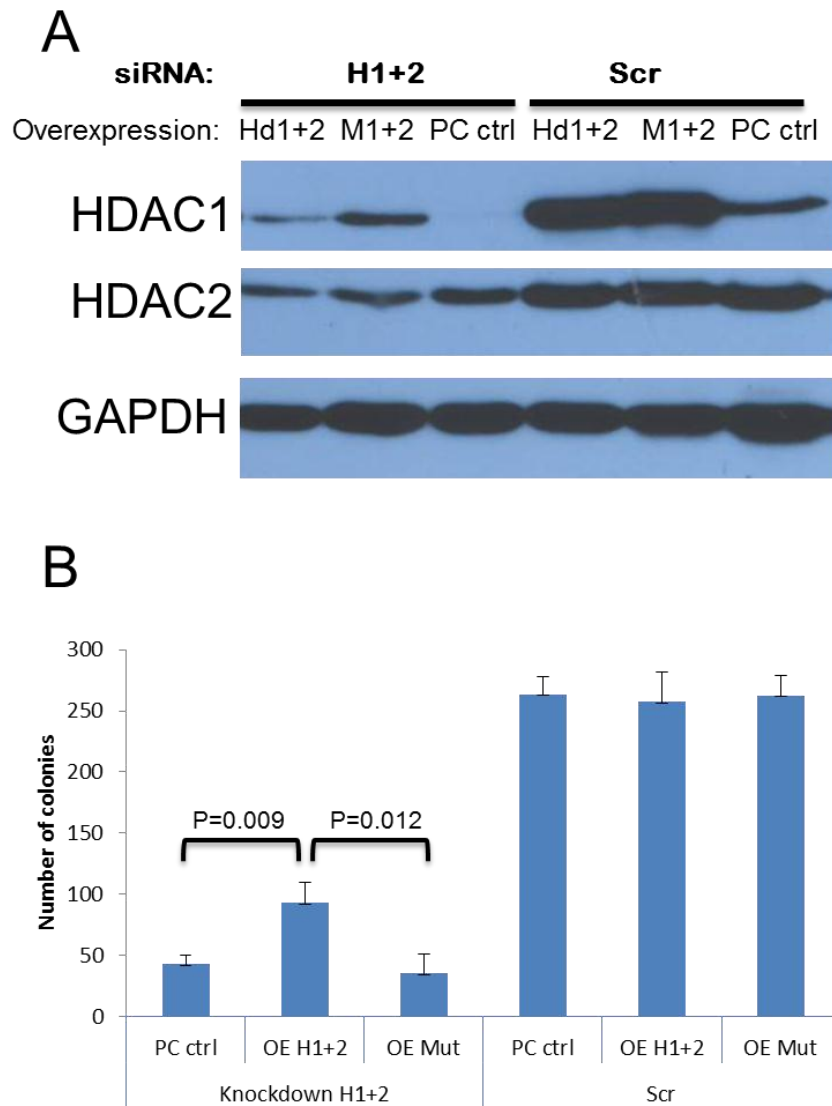 A
siRNA: H1+2 Scr
Overexpression: Hd1+2 M1+2 PC ctrl Hd1+2 M1+2 PC ctrl
HDAC1
HDAC2
GAPDH
B
300
250
200
150
100
50
0
Number of colonies
P=0.009 P=0.012
PC ctrl OE H1+2 OE Mut PC ctrl OE H1+2 OE Mut
Knockdown H1+2 Scr